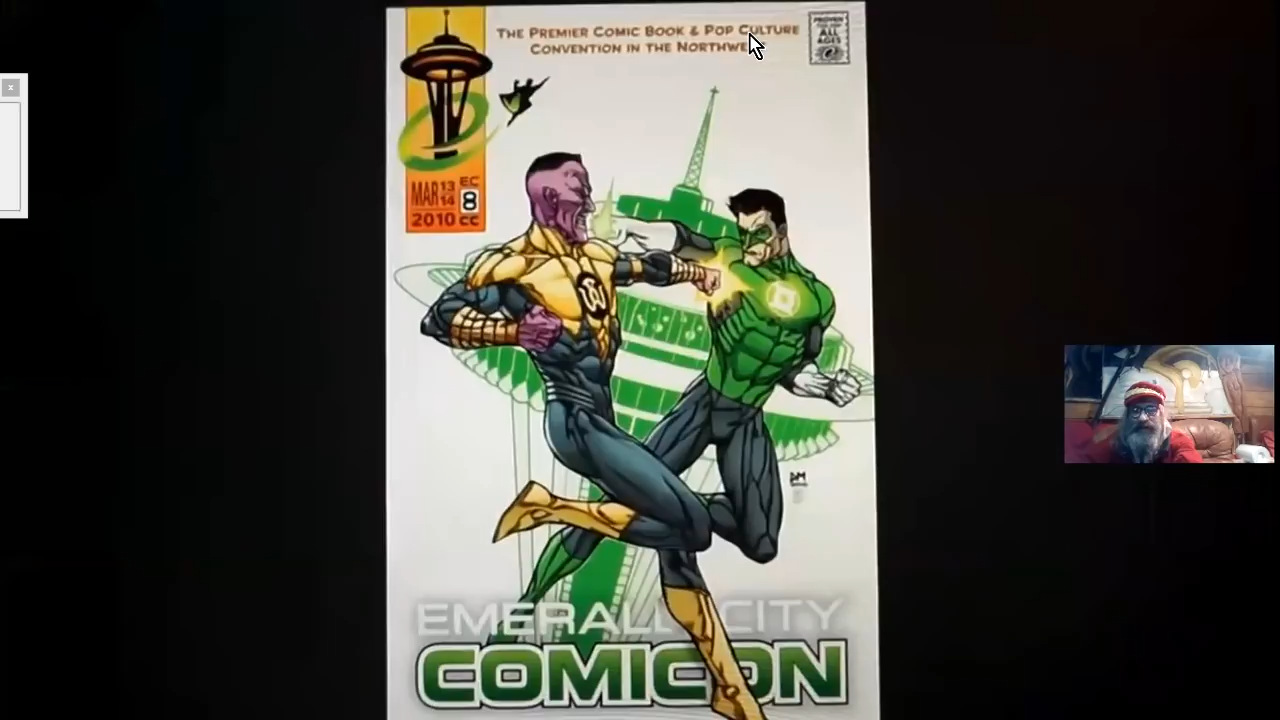 THE PREMIER COMIC BOOK & POP CULTURE
CONVENTION IN THE NORTHWE
PROVEN
ALL
AGES
MAR 13 14
EC 8 CC
2010
EMERALD CITY
COMICON